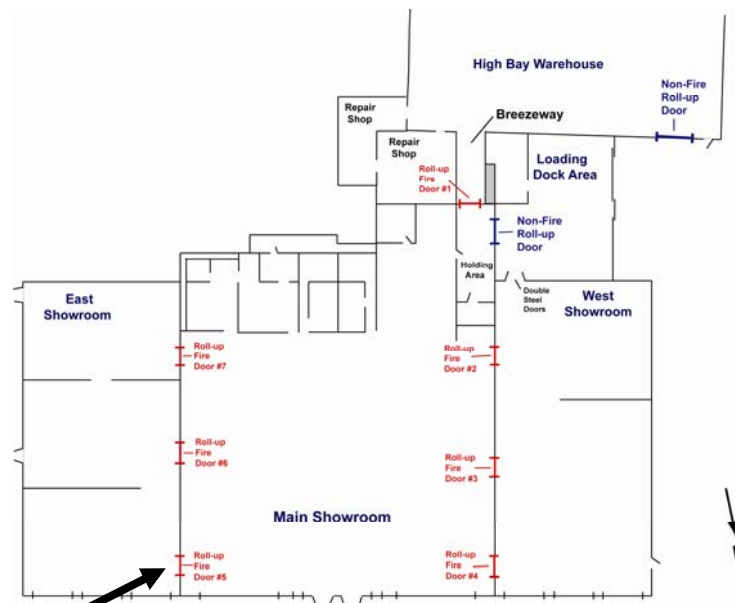 High Bay Warehouse
Non-Fire
Roll-up
Door
Breezeway
Repair
Shop
Repair
Shop
Loading
Dock Area
Roll-up
Fire
Door #1
Non-Fire
Roll-up
Door
Holding
Area
Double
Steel
Doors
East
Showroom
West
Showroom
Roll-up
Fire
Door #7
Roll-up
Fire
Door #2
Roll-up
Fire
Door #6
Roll-up
Fire
Door #3
Main Showroom
Roll-up
Fire
Door #5
Roll-up
Fire
Door #4